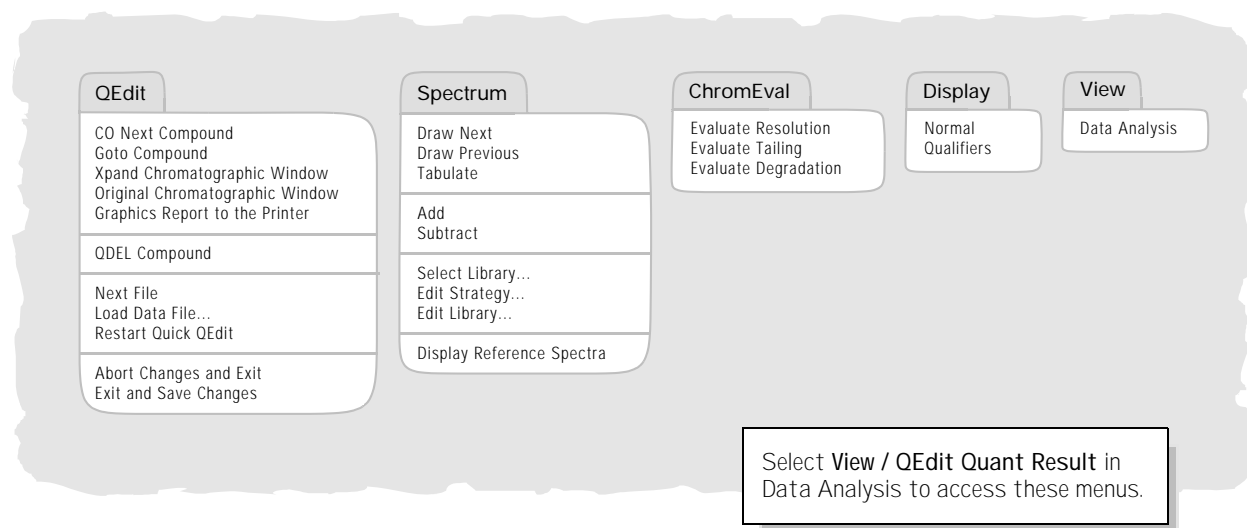 QEdit
CO Next Compound
Goto Compound
Xpand Chromatographic Window
Original Chromatographic Window
Graphics Report to the Printer
QDEL Compound
Next File
Load Data File...
Restart Quick QEdit
Abort Changes and Exit
Exit and Save Changes
Spectrum
Draw Next
Draw Previous
Tabulate
Add
Subtract
Select Library...
Edit Strategy...
Edit Library...
Display Reference Spectra
ChromEval
Evaluate Resolution
Evaluate Tailing
Evaluate Degradation
Display
Normal
Qualifiers
View
Data Analysis
Select View / QEdit Quant Result in
Data Analysis to access these menus.